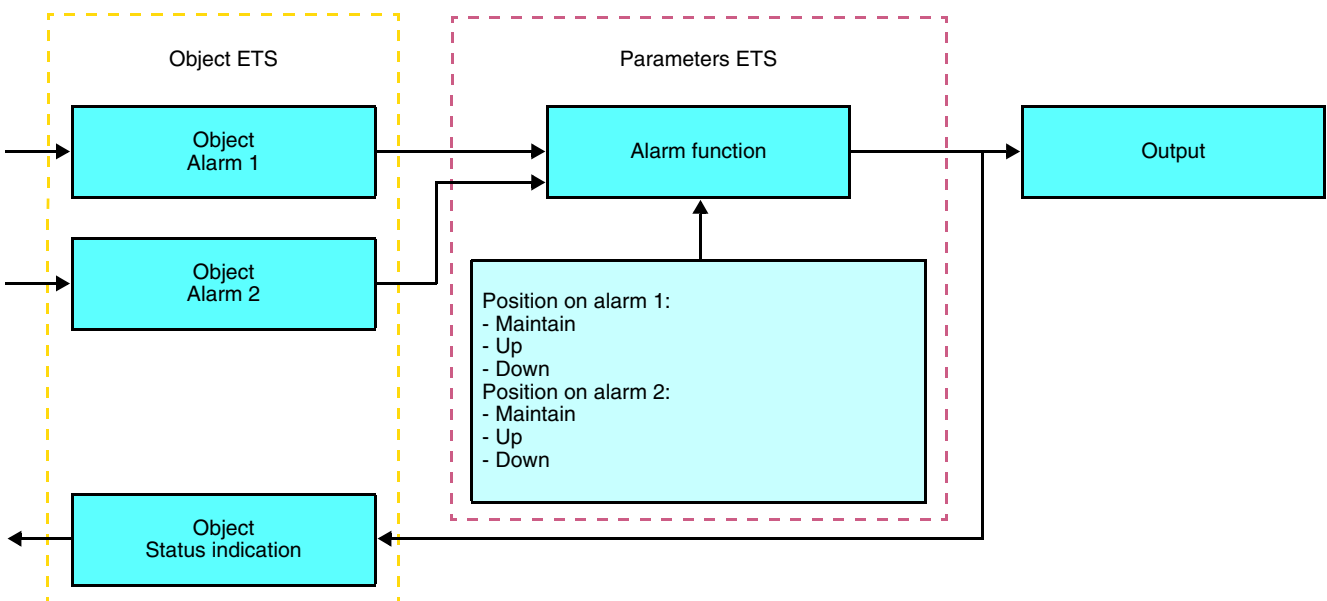 Object ETS
Parameters ETS
Object
Alarm 1
Alarm function
Output
Object
Alarm 2
Position on alarm 1:
- Maintain
- Up
- Down
Position on alarm 2:
- Maintain
- Up
- Down
Object
Status indication